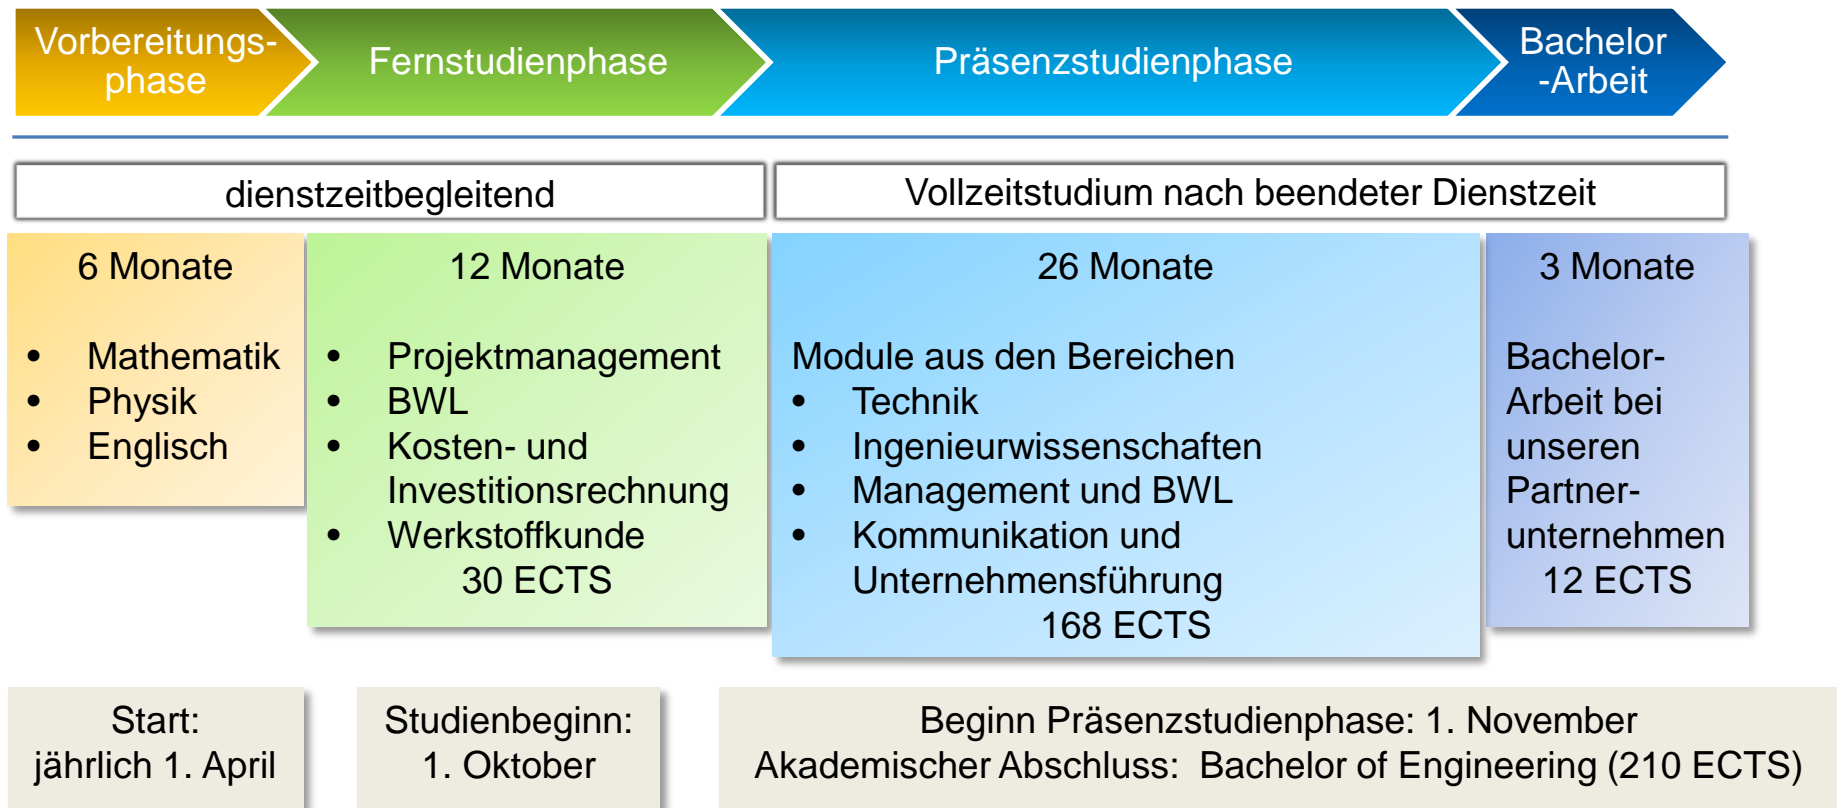 Vorbereitungs-
phase
Fernstudienphase
Präsenzstudienphase
Bachelor
-Arbeit
dienstzeitbegleitend
Vollzeitstudium nach beendeter Dienstzeit
6 Monate
• Mathematik
• Physik
• Englisch
12 Monate
• Projektmanagement
• BWL
• Kosten- und
Investitionsrechnung
• Werkstoffkunde
30 ECTS
26 Monate
Module aus den Bereichen
• Technik
• Ingenieurwissenschaften
• Management und BWL
• Kommunikation und
Unternehmensführung
168 ECTS
3 Monate
Bachelor-
Arbeit bei
unseren
Partner-
unternehmen
12 ECTS
Start:
jährlich 1. April
Studienbeginn:
1. Oktober
Beginn Präsenzstudienphase: 1. November
Akademischer Abschluss: Bachelor of Engineering (210 ECTS)